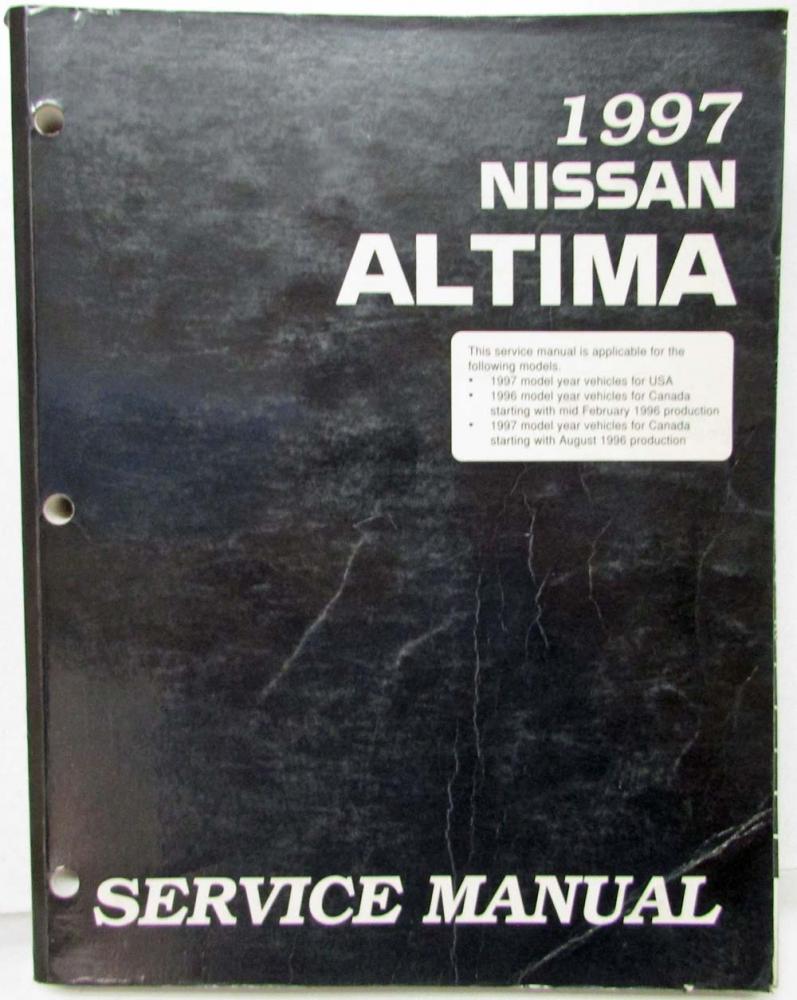 1997
NISSAN
ALTIMA
This service manual is applicable for the
following models.
• 1997 model year vehicles for USA
• 1996 model year vehicles for Canada
starting with mid February 1996 production
• 1997 model year vehicles for Canada
starting with August 1996 production
SERVICE MANUAL